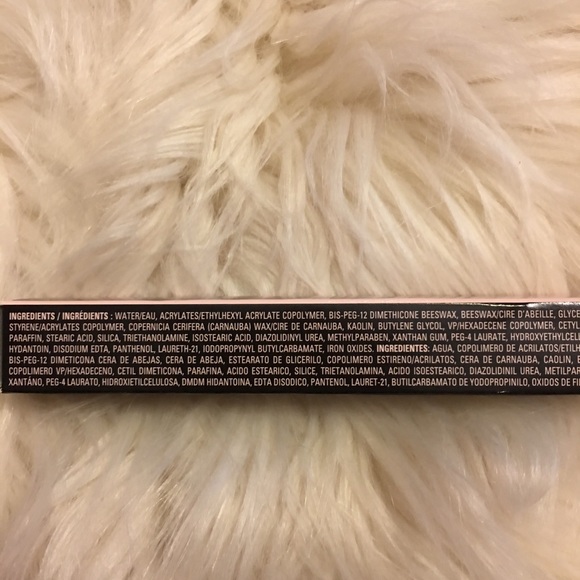 INGREDIENTS / INGRÉDIENTS : WATER/EAU, ACRYLATES/ETHYLHEXYL ACRYLATE COPOLYMER, BIS-PEG-12 DIMETHICONE BEESWAX, BEESWAX/CIRE D'ABEILLE, GLYCE
STYRENE/ACRYLATES COPOLYMER, COPERNICIA CERIFERA (CARNAUBA) WAX/CIRE DE CARNAUBA, KAOLIN, BUTYLENE GLYCOL, VP/HEXADECENE COPOLYMER, CETYL
PARAFFIN, STEARIC ACID, SILICA, TRIETHANOLAMINE, ISOSTEARIC ACID, DIAZOLIDINYL UREA, METHYLPARABEN, XANTHAN GUM, PEG-4 LAURATE, HYDROXYETHYLCEL
HYDANTOIN, DISODIUM EDTA, PANTHENOL, LAURETH-21, IODOPROPYNYL BUTYLCARBAMATE, IRON OXIDES. INGREDIENTES: AGUA, COPOLIMERO DE ACRILATOS/ETILH
BIS-PEG-12 DIMETICONA CERA DE ABEJAS, CERA DE ABEJA, ESTEARATO DE GLICERILO, COPOLIMERO ESTIRENO/ACRILATOS, CERA DE CARNAUBA, CAOLIN, B
COPOLIMERO VP/HEXADECENO, CETIL DIMETICONA, PARAFINA, ACIDO ESTEARICO, SILICE, TRIETANOLAMINA, ACIDO ISOESTEARICO, DIAZOLIDINIL UREA, METILPAR
XANTÁNO, PEG-4 LAURATO, HIDROXIETILCELULOSA, DMDM HIDANTOINA, EDTA DISODICO, PANTENOL, LAURET-21, BUTILCARBAMATO DE YODOPROPINILO, OXIDOS DE FI